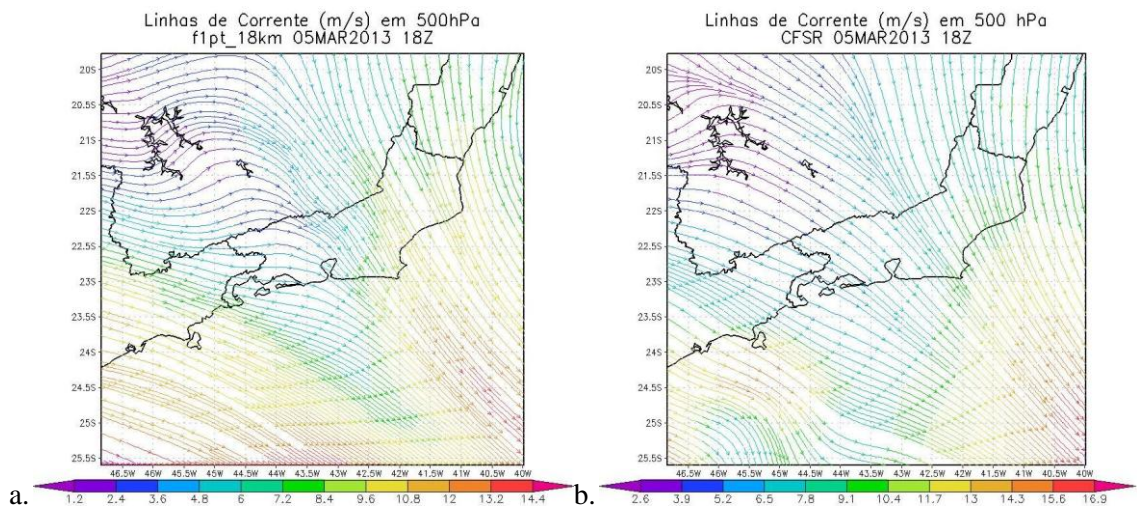 Linhas de Corrente (m/s) em 500hPa
f1pt_18km 05MAR2013 18Z
20S
20.5S
21S
21.5S
22S
22.5S
23S
23.5S
24S
24.5S
25S
25.5S
46.5W 46W 45.5W 45W 44.5W 44W 43.5W 43W 42.5W 42W 41.5W 41W 40.5W 40W
1.2 2.4 3.6 4.8 6 7.2 8.4 9.6 10.8 12 13.2 14.4
a.
Linhas de Corrente (m/s) em 500 hPa
CFSR 05MAR2013 18Z
20S
20.5S
21S
21.5S
22S
22.5S
23S
23.5S
24S
24.5S
25S
25.5S
46.5W 46W 45.5W 45W 44.5W 44W 43.5W 43W 42.5W 42W 41.5W 41W 40.5W 40W
2.6 3.9 5.2 6.5 7.8 9.1 10.4 11.7 13 14.3 15.6 16.9
b.